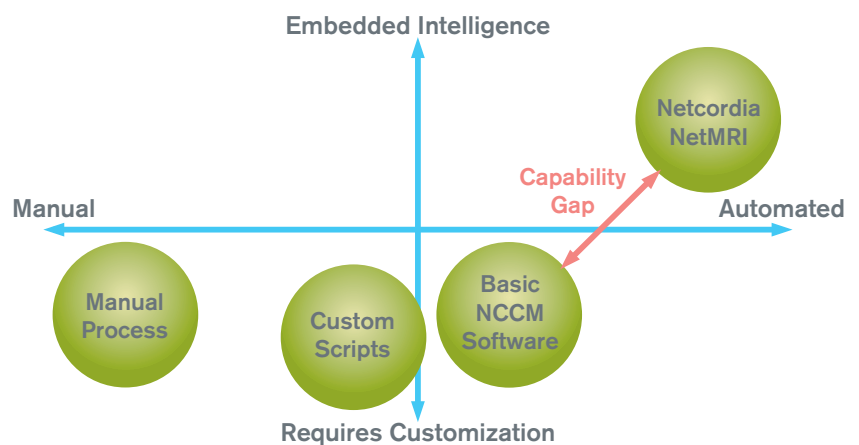 Embedded Intelligence
Netcordia
NetMRI
Capability
Gap
Manual
Automated
Manual
Process
Custom
Scripts
Basic
NCCM
Software
Requires Customization